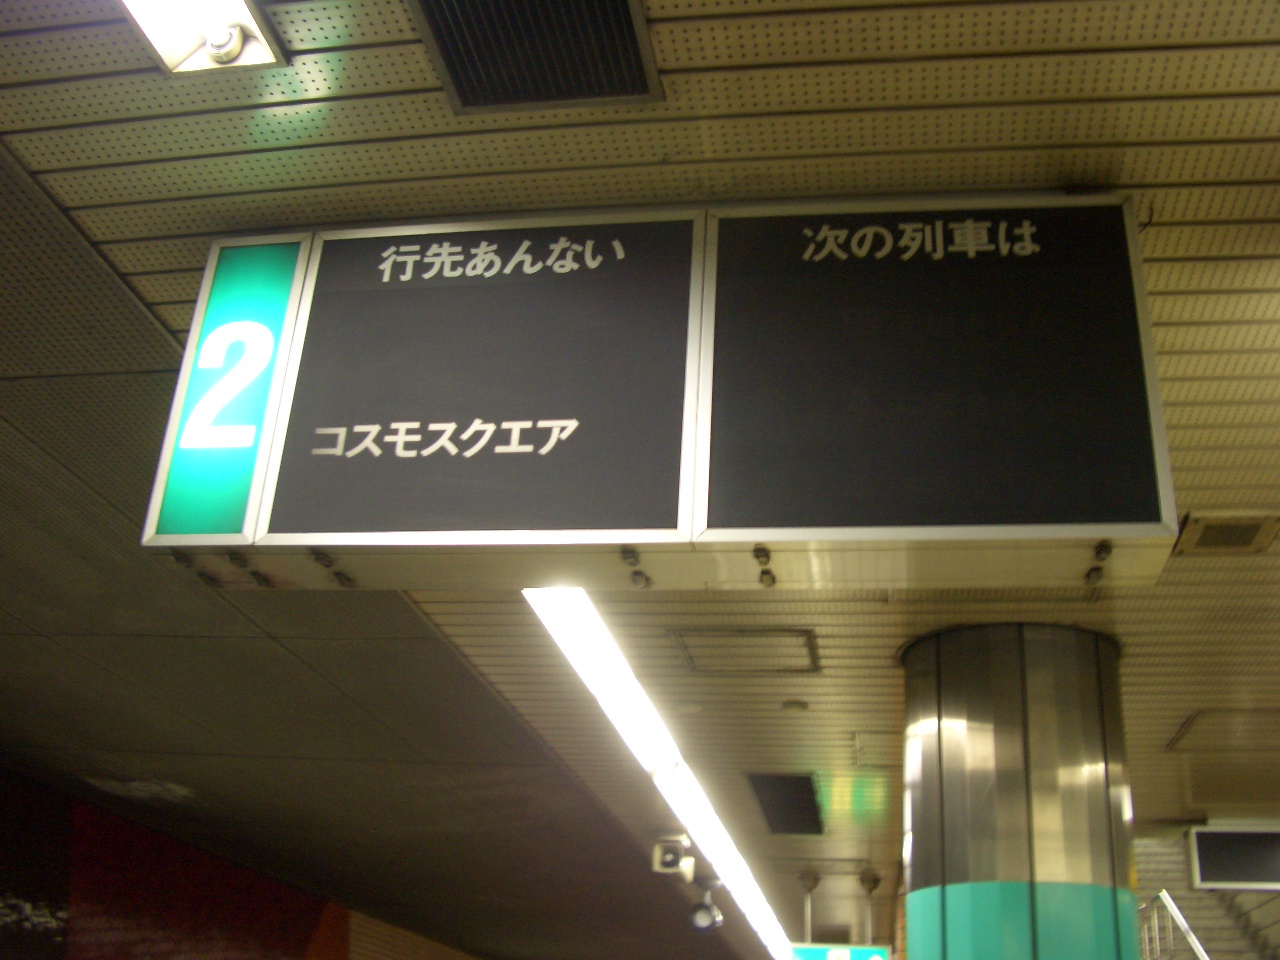 2
行先あんない
コスモスクエア
次の列車は